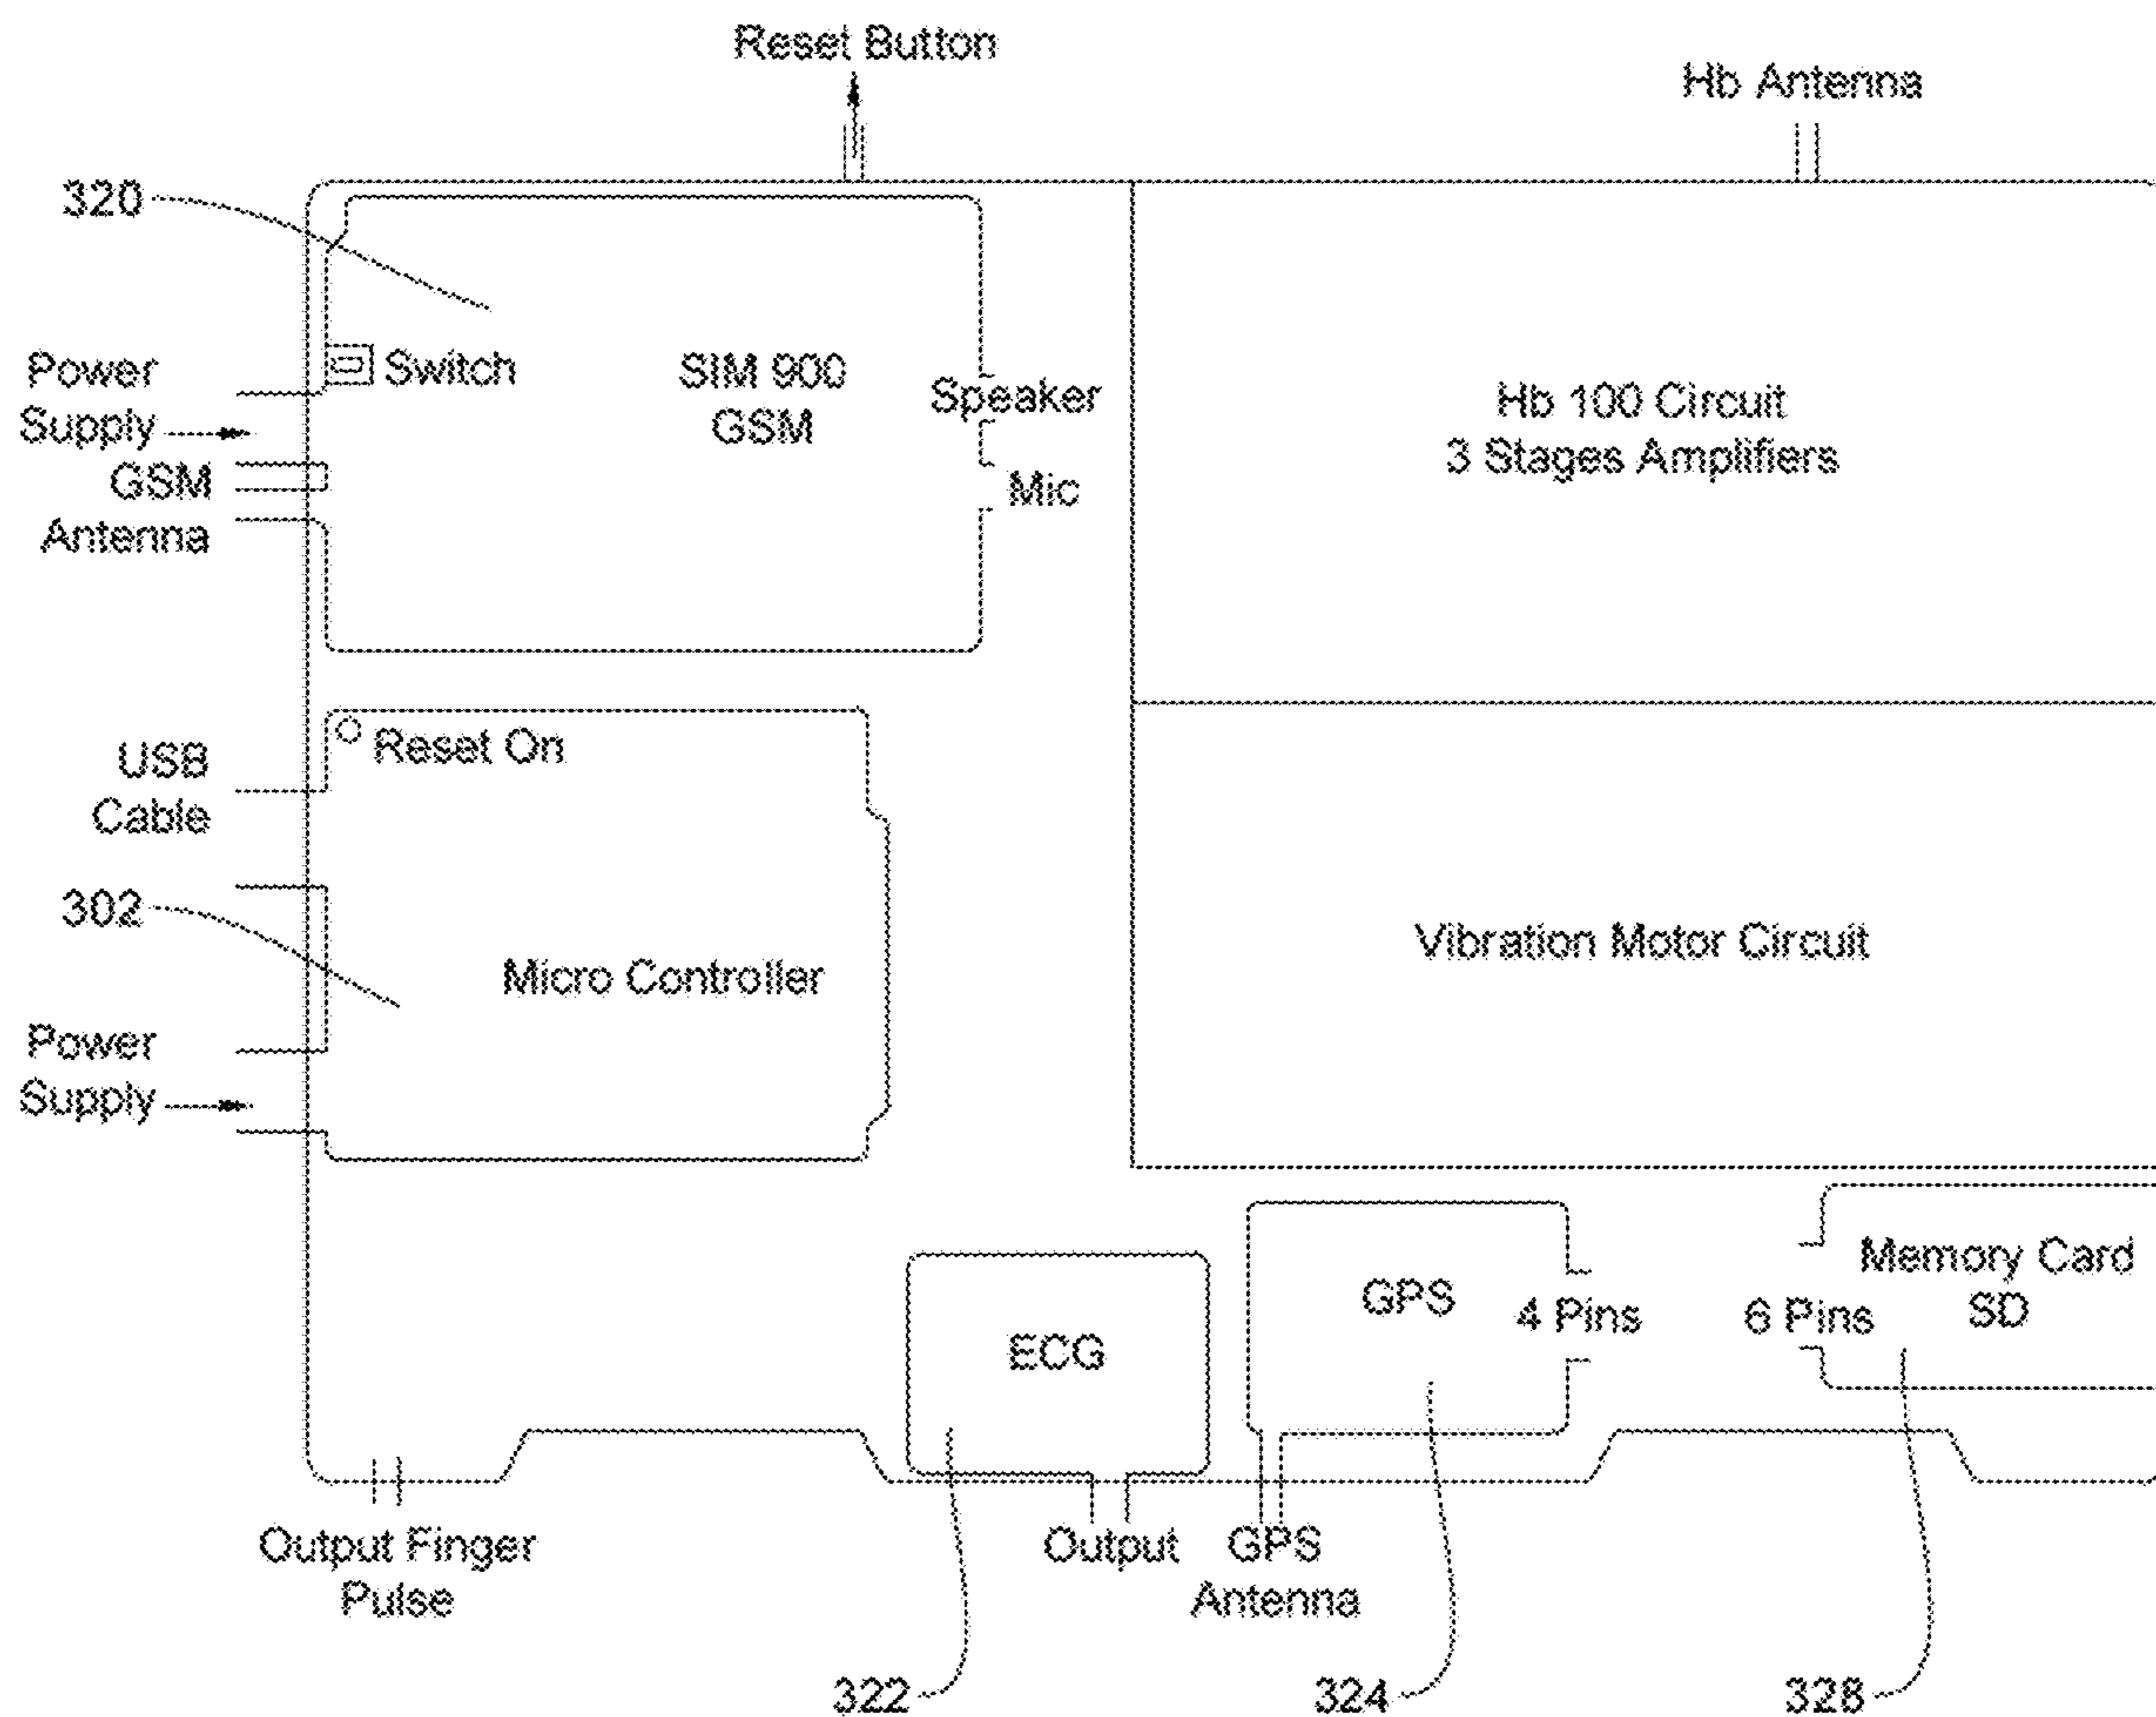 Reset Button
Hb Antenna
320
Power
Supply
Switch
SIM 900
GSM
Speaker
Mic
GSM
Antenna
Hb 100 Circuit
3 Stages Amplifiers
USB
Cable
Reset On
302
Micro Controller
Power
Supply
Vibration Motor Circuit
ECG
GPS
4 Pins
6 Pins
Memory Card
SD
Output Finger
Pulse
Output
GPS
Antenna
322
324
328